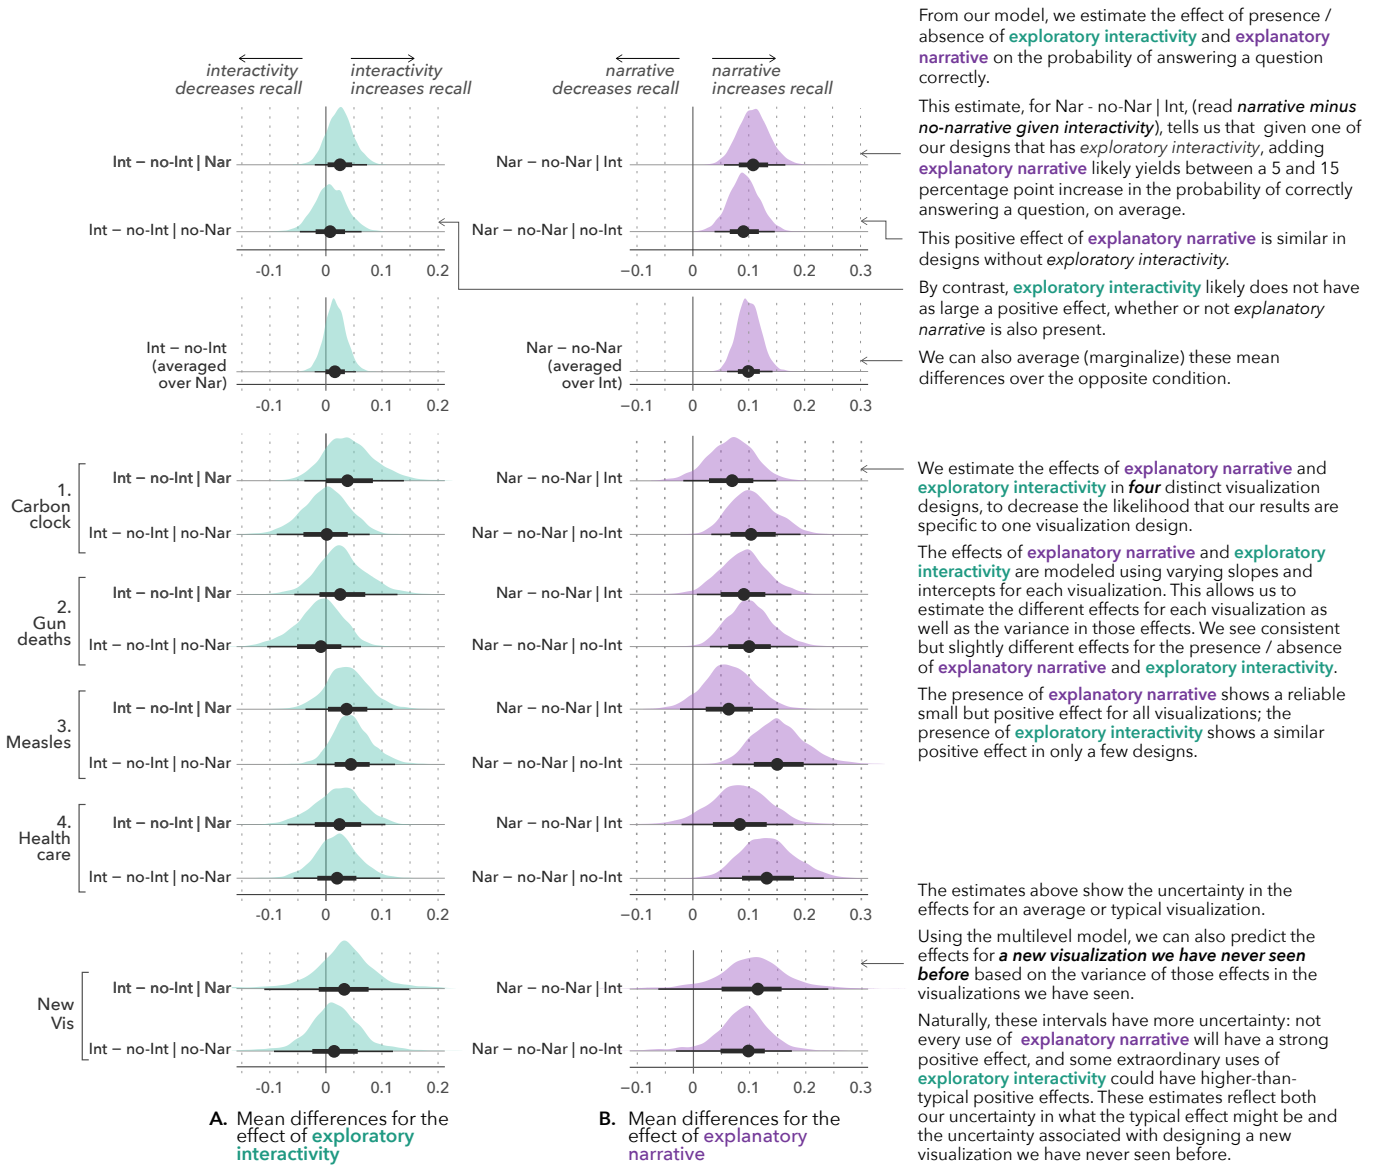 interactivity
decreases recall
interactivity
increases recall
Int – no-Int | Nar
Int – no-Int | no-Nar
-0.1 0 0.1 0.2
Int – no-Int
(averaged
over Nar)
-0.1 0 0.1 0.2
1.
Carbon
clock
Int – no-Int | Nar
Int – no-Int | no-Nar
2.
Gun
deaths
Int – no-Int | Nar
Int – no-Int | no-Nar
3.
Measles
Int – no-Int | Nar
Int – no-Int | no-Nar
4.
Health
care
Int – no-Int | Nar
Int – no-Int | no-Nar
-0.1 0 0.1 0.2
New
Vis
Int – no-Int | Nar
Int – no-Int | no-Nar
-0.1 0 0.1 0.2
A. Mean differences for the
effect of exploratory
interactivity
narrative
decreases recall
narrative
increases recall
Nar – no-Nar | Int
Nar – no-Nar | no-Int
−0.1 0 0.1 0.2 0.3
Nar – no-Nar
(averaged
over Int)
−0.1 0 0.1 0.2 0.3
Nar – no-Nar | Int
Nar – no-Nar | no-Int
Nar – no-Nar | Int
Nar – no-Nar | no-Int
Nar – no-Nar | Int
Nar – no-Nar | no-Int
Nar – no-Nar | Int
Nar – no-Nar | no-Int
−0.1 0 0.1 0.2 0.3
Nar – no-Nar | Int
Nar – no-Nar | no-Int
−0.1 0 0.1 0.2 0.3
B. Mean differences for the
effect of explanatory
narrative
From our model, we estimate the effect of presence /
absence of exploratory interactivity and explanatory
narrative on the probability of answering a question
correctly.
This estimate, for Nar - no-Nar | Int, (read narrative minus
no-narrative given interactivity), tells us that given one of
our designs that has exploratory interactivity, adding
explanatory narrative likely yields between a 5 and 15
percentage point increase in the probability of correctly
answering a question, on average.
This positive effect of explanatory narrative is similar in
designs without exploratory interactivity.
By contrast, exploratory interactivity likely does not have
as large a positive effect, whether or not explanatory
narrative is also present.
We can also average (marginalize) these mean
differences over the opposite condition.
We estimate the effects of explanatory narrative and
exploratory interactivity in four distinct visualization
designs, to decrease the likelihood that our results are
specific to one visualization design.
The effects of explanatory narrative and exploratory
interactivity are modeled using varying slopes and
intercepts for each visualization. This allows us to
estimate the different effects for each visualization as
well as the variance in those effects. We see consistent
but slightly different effects for the presence / absence
of explanatory narrative and exploratory interactivity.
The presence of explanatory narrative shows a reliable
small but positive effect for all visualizations; the
presence of exploratory interactivity shows a similar
positive effect in only a few designs.
The estimates above show the uncertainty in the
effects for an average or typical visualization.
Using the multilevel model, we can also predict the
effects for a new visualization we have never seen
before based on the variance of those effects in the
visualizations we have seen.
Naturally, these intervals have more uncertainty: not
every use of explanatory narrative will have a strong
positive effect, and some extraordinary uses of
exploratory interactivity could have higher-than-
typical positive effects. These estimates reflect both
our uncertainty in what the typical effect might be and
the uncertainty associated with designing a new
visualization we have never seen before.